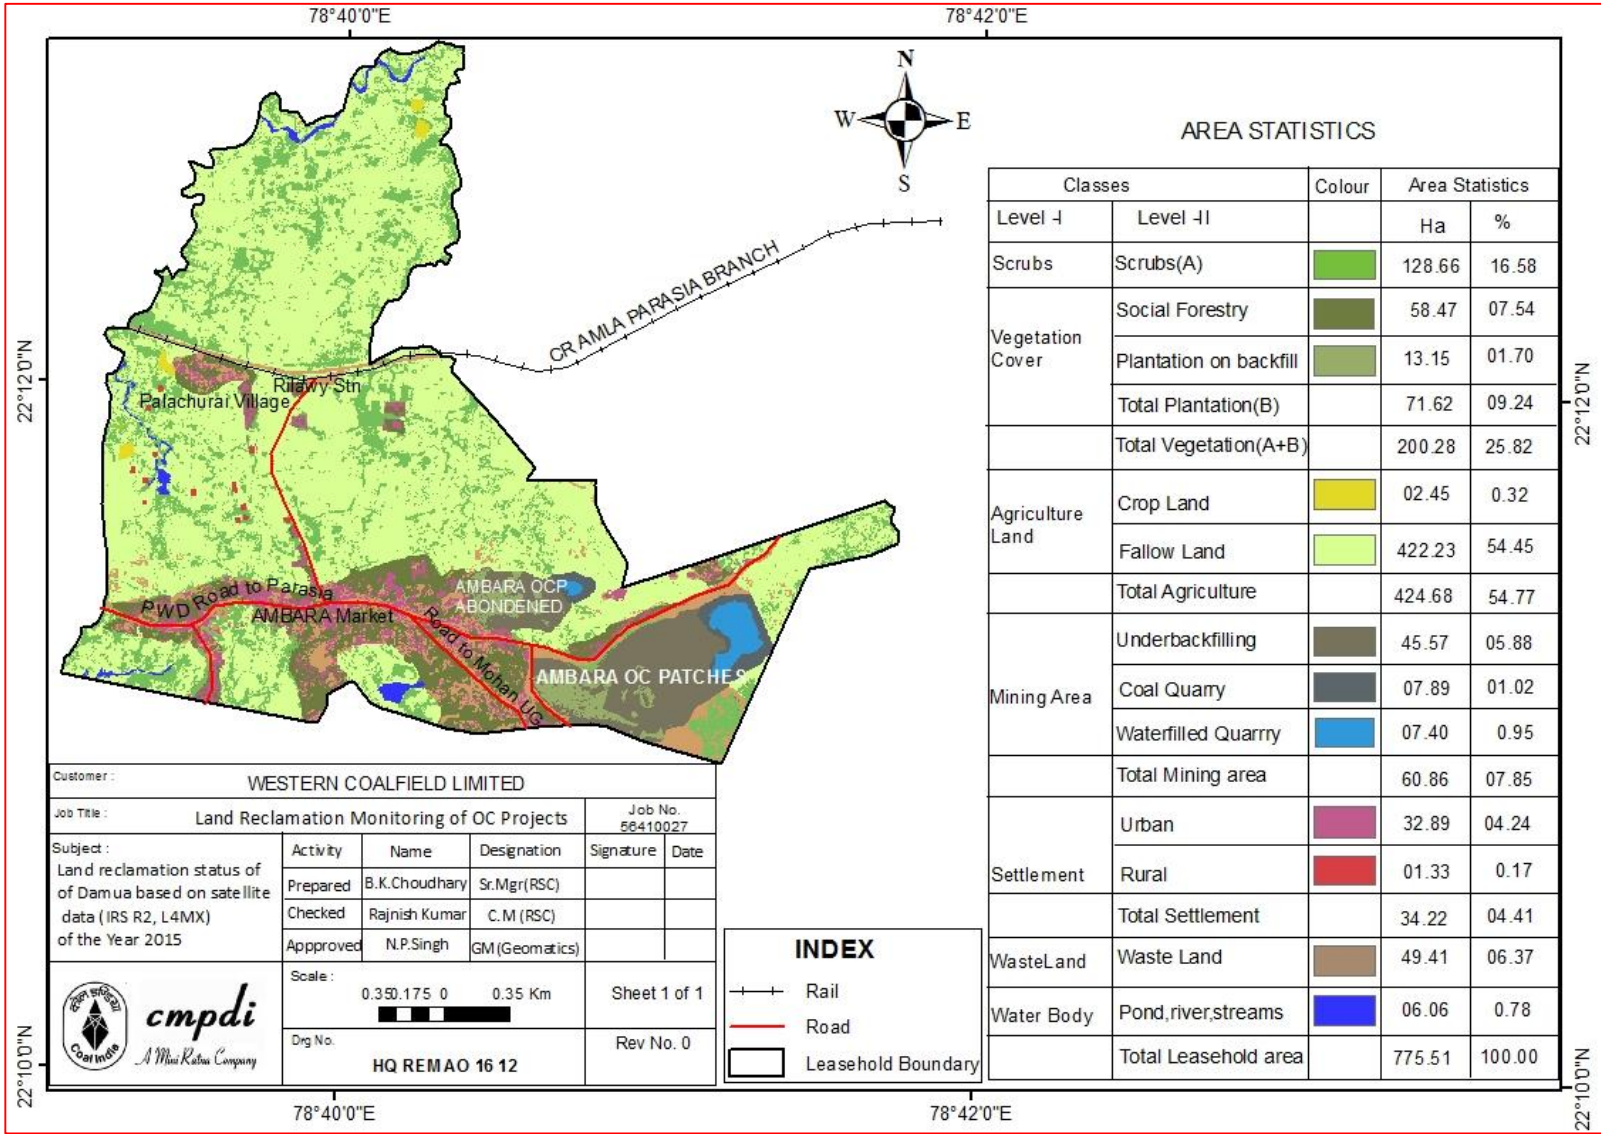 78°40'0"E
78°42'0"E
22°12'0"N
22°12'0"N
22°10'0"N
22°10'0"N
78°40'0"E
78°42'0"E
N
W
E
S
CR AMLA PARASIA BRANCH
Rilawy Stn
Palachurai Village
PWD Road to Parasia
AMBARA Market
AMBARA OCP
ABONDENED
Road to Mohan UG
AMBARA OC PATCHES
AREA STATISTICS
Classes Colour Area Statistics
Level -I Level -II Ha %
Scrubs Scrubs(A) 128.66 16.58
Vegetation Cover
Social Forestry 58.47 07.54
Plantation on backfill 13.15 01.70
Total Plantation(B) 71.62 09.24
Total Vegetation(A+B) 200.28 25.82
Agriculture Land
Crop Land 02.45 0.32
Fallow Land 422.23 54.45
Total Agriculture 424.68 54.77
Mining Area
Underbackfilling 45.57 05.88
Coal Quarry 07.89 01.02
Waterfilled Quarrry 07.40 0.95
Total Mining area 60.86 07.85
Settlement
Urban 32.89 04.24
Rural 01.33 0.17
Total Settlement 34.22 04.41
WasteLand Waste Land 49.41 06.37
Water Body Pond,river,streams 06.06 0.78
Total Leasehold area 775.51 100.00
Customer : WESTERN COALFIELD LIMITED
Job Title : Land Reclamation Monitoring of OC Projects
Job No.
56410027
Subject :
Land reclamation status of
of Damua based on satellite
data (IRS R2, L4MX)
of the Year 2015
Activity Name Designation Signature Date
Prepared B.K.Choudhary Sr.Mgr(RSC)
Checked Rajnish Kumar C.M (RSC)
Appproved N.P.Singh GM(Geomatics)
Scale :
0.350.175 0 0.35 Km
Sheet 1 of 1
Drg No.
HQ REM AO 16 12
Rev No. 0
कोल इण्डिया
Coal India
cmpdi
A Mini Ratna Company
INDEX
Rail
Road
Leasehold Boundary